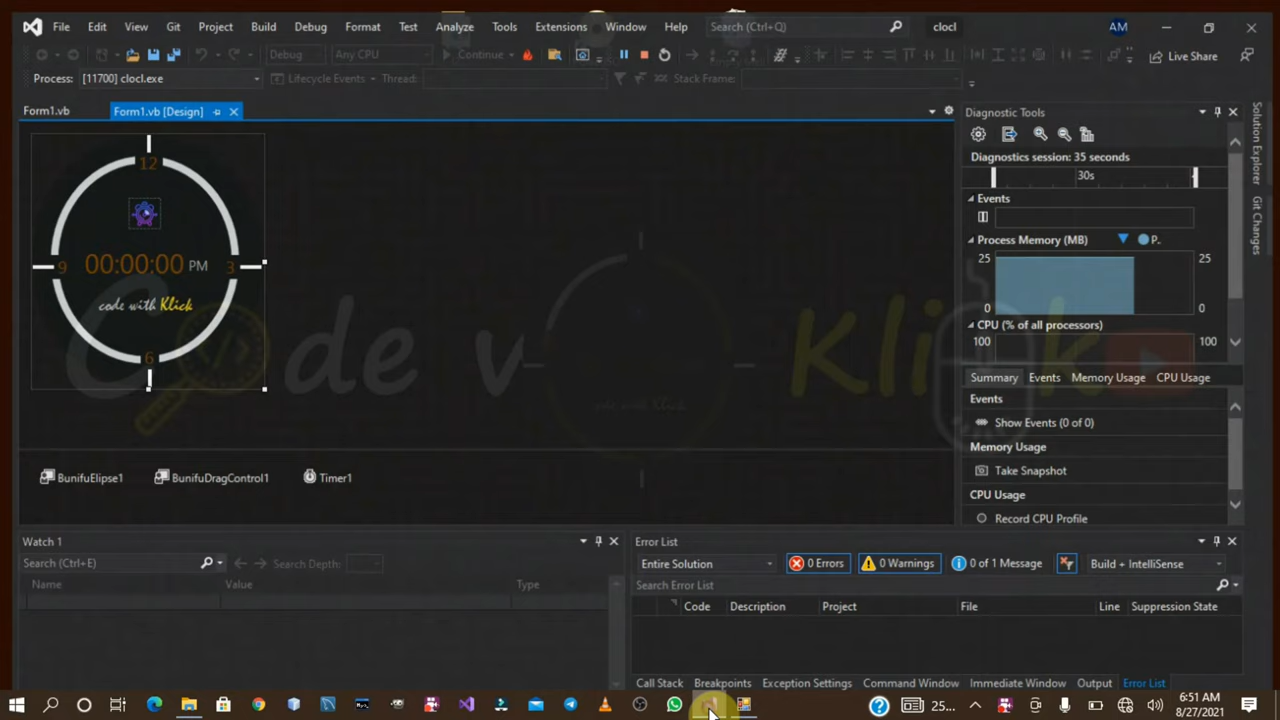 File Edit View Git Project Build Debug Format Test Analyze Tools Extensions Window Help Search (Ctrl+Q) clocl AM
Debug Any CPU Continue Live Share
Process: [11700] clocl.exe Lifecycle Events Thread: Stack Frame:
Form1.vb Form1.vb [Design]
12
9 00:00:00 PM 3
code with Klick
6
Code w Klick
code with Klick
BunifuElipse1 BunifuDragControl1 Timer1
Diagnostic Tools
Diagnostics session: 35 seconds
30s
Events
Process Memory (MB) P..
25 25
0 0
CPU (% of all processors)
100 100
Summary Events Memory Usage CPU Usage
Events
Show Events (0 of 0)
Memory Usage
Take Snapshot
CPU Usage
Record CPU Profile
Solution Explorer
Git Changes
Watch 1
Search (Ctrl+E) Search Depth:
Name Value Type
Error List
Entire Solution 0 Errors 0 Warnings 0 of 1 Message Build + IntelliSense
Search Error List
Code Description Project File Line Suppression State
Call Stack Breakpoints Exception Settings Command Window Immediate Window Output Error List
25... 6:51 AM
8/27/2021